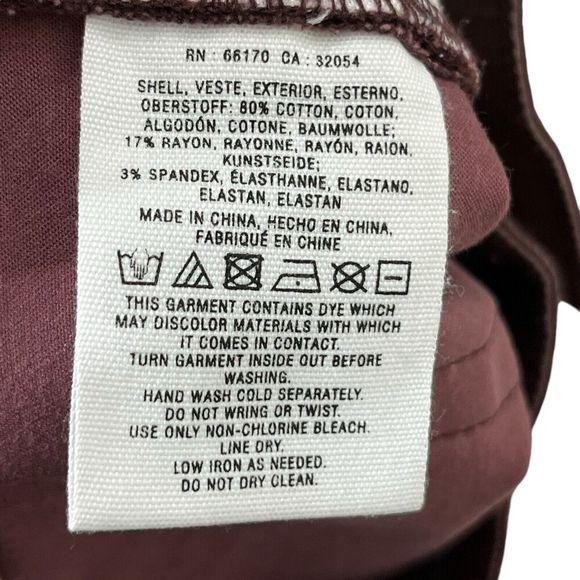 RN : 66170 CA : 32054
SHELL, VESTE, EXTERIOR, ESTERNO,
OBERSTOFF: 80% COTTON, COTON,
ALGODÓN, COTONE, BAUMWOLLE;
17% RAYON, RAYONNE, RAYÓN, RAION,
KUNSTSEIDE;
3% SPANDEX, ÉLASTHANNE, ELASTANO,
ELASTAN, ELASTAN
MADE IN CHINA, HECHO EN CHINA,
FABRIQUÉ EN CHINE
THIS GARMENT CONTAINS DYE WHICH
MAY DISCOLOR MATERIALS WITH WHICH
IT COMES IN CONTACT.
TURN GARMENT INSIDE OUT BEFORE
WASHING.
HAND WASH COLD SEPARATELY.
DO NOT WRING OR TWIST.
USE ONLY NON-CHLORINE BLEACH.
LINE DRY.
LOW IRON AS NEEDED.
DO NOT DRY CLEAN.